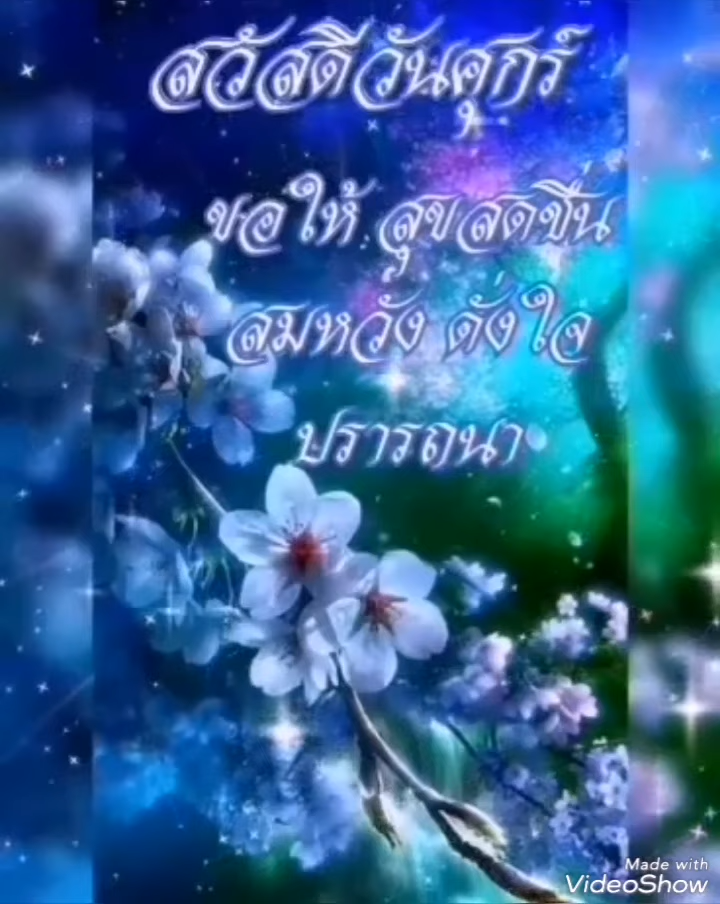 สวัสดีวันศุกร์
ขอให้ สุขสดชื่น
สมหวัง ดั่งใจ
ปรารถนา
Made with
VideoShow